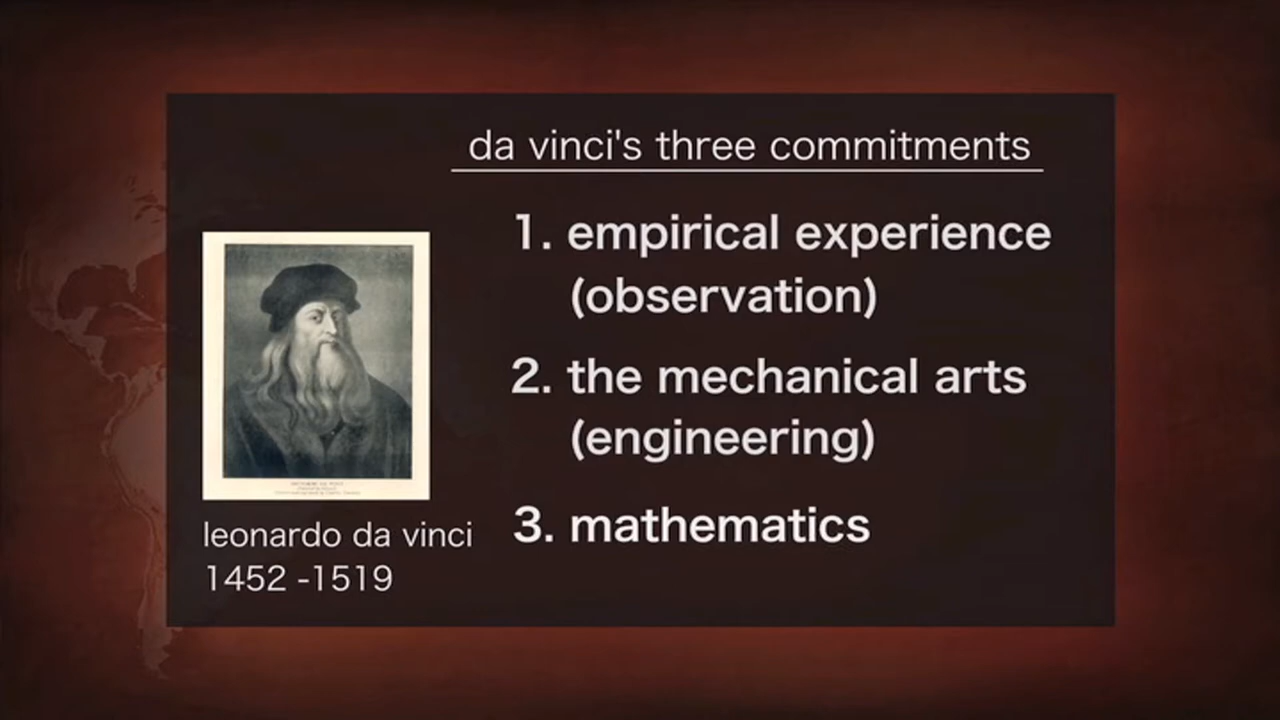 da vinci's three commitments
1. empirical experience
(observation)
2. the mechanical arts
(engineering)
3. mathematics
leonardo da vinci
1452 -1519